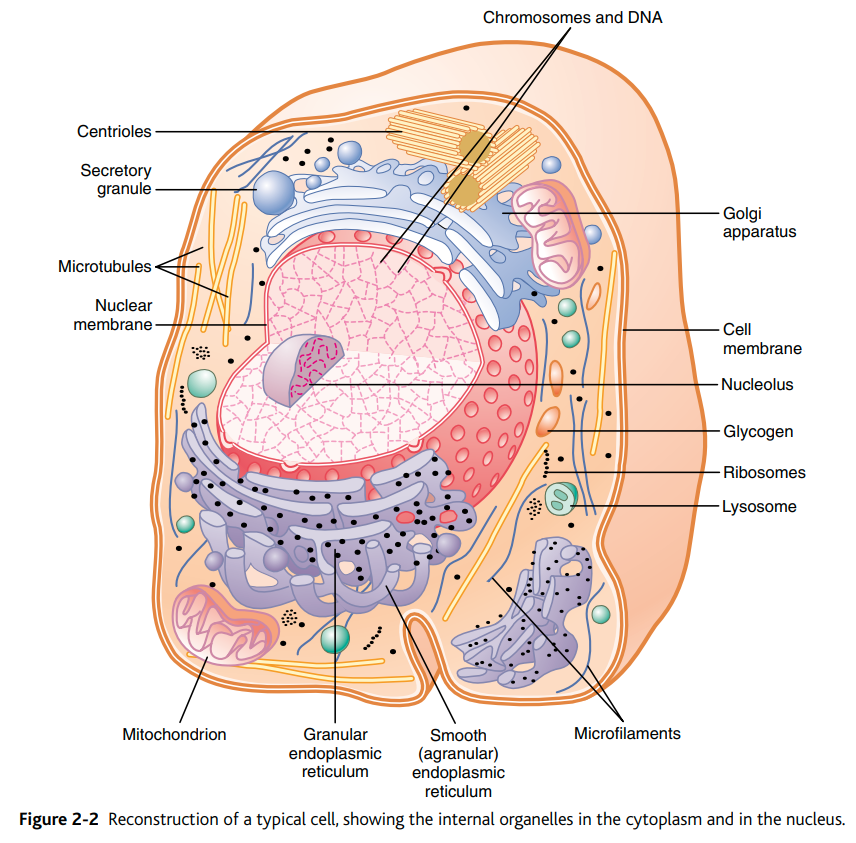 Chromosomes and DNA
Centrioles
Secretory
granule
Microtubules
Nuclear
membrane
Golgi
apparatus
Cell
membrane
Nucleolus
Glycogen
Ribosomes
Lysosome
Mitochondrion
Granular
endoplasmic
reticulum
Smooth
(agranular)
endoplasmic
reticulum
Microfilaments
Figure 2-2 Reconstruction of a typical cell, showing the internal organelles in the cytoplasm and in the nucleus.